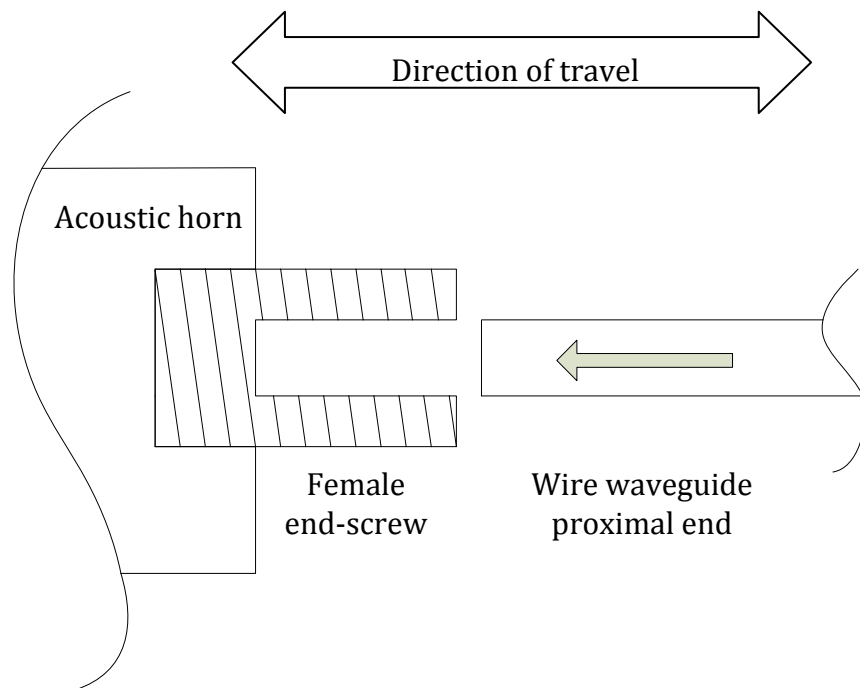 Direction of travel
Acoustic horn
Female
end-screw
Wire waveguide
proximal end